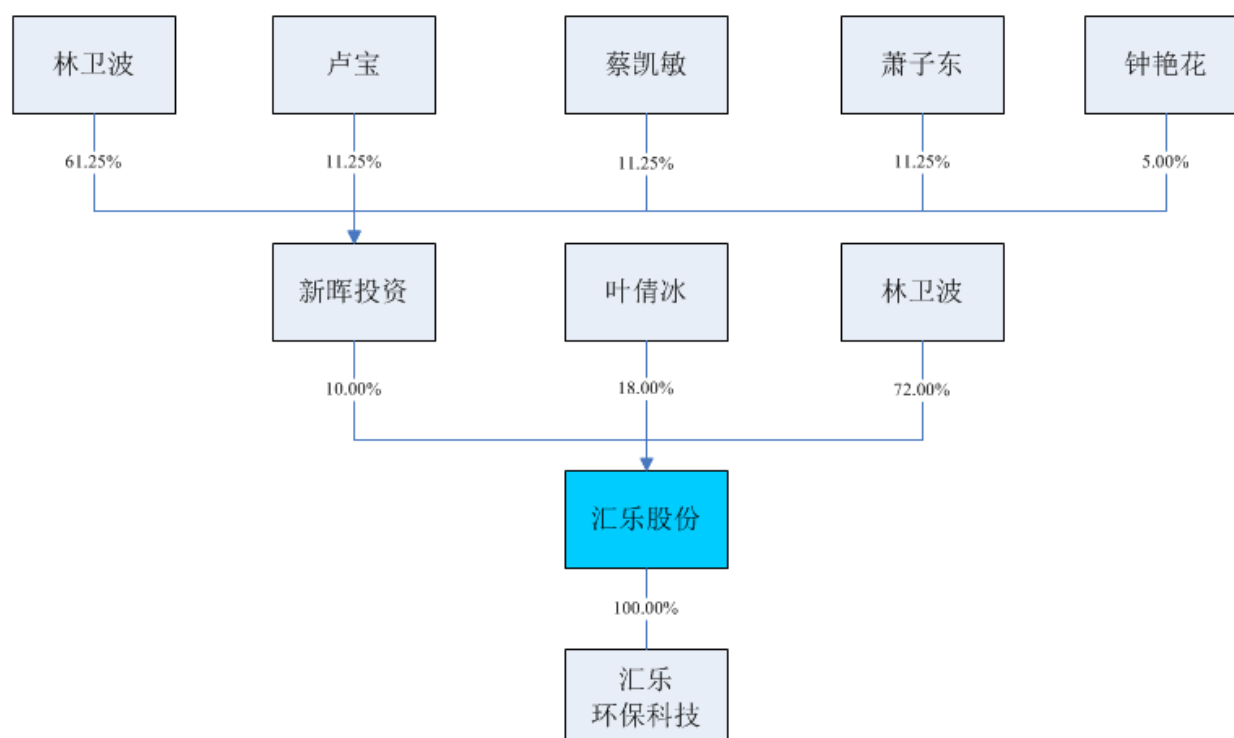 林卫波
卢宝
蔡凯敏
萧子东
钟艳花
61.25%
11.25%
11.25%
11.25%
5.00%
新晖投资
叶倩冰
林卫波
10.00%
18.00%
72.00%
汇乐股份
100.00%
汇乐
环保科技